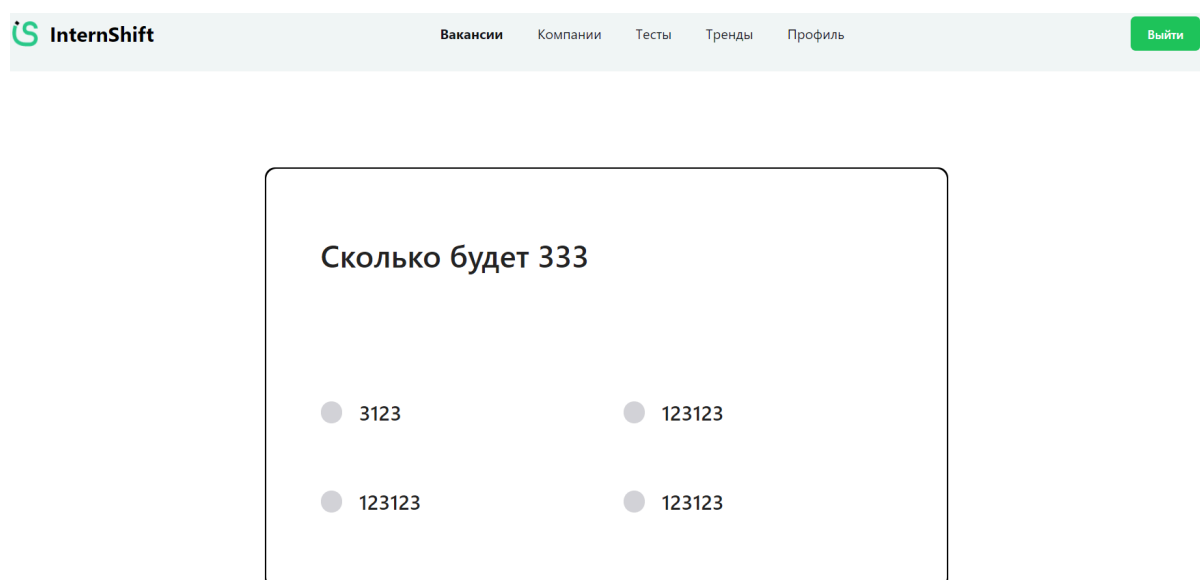 InternShift
Вакансии Компании Тесты Тренды Профиль
Выйти
Сколько будет 333
3123 123123
123123 123123